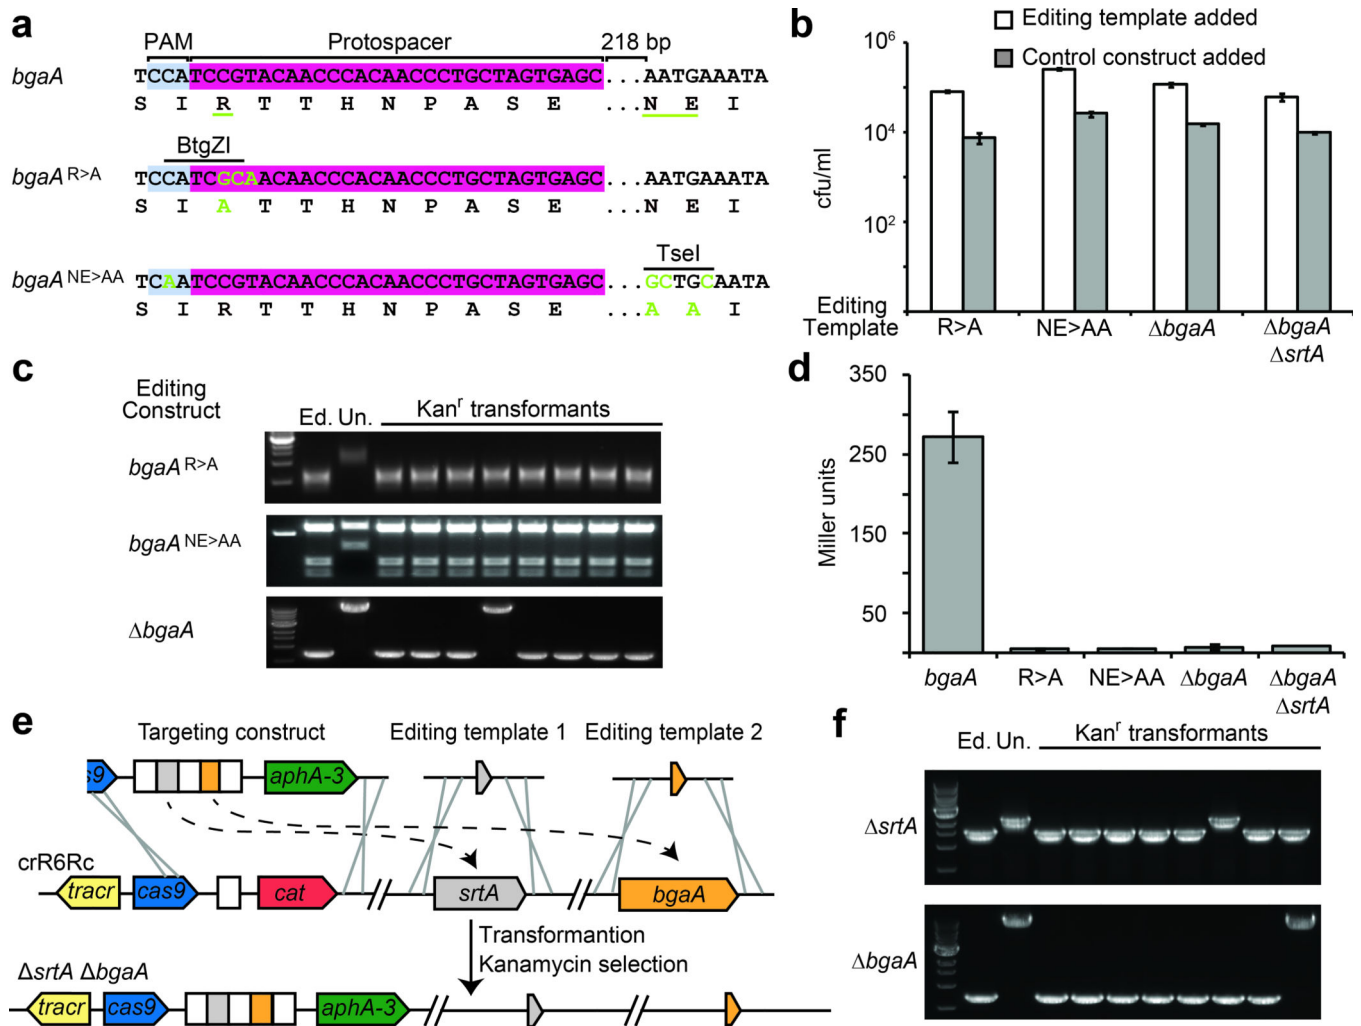 a
PAM Protospacer 218 bp
bgaA TCCATCCGTACAACCCACAACCCTGCTAGTGAGC...AATGAAATA
S I R T T H N P A S E ...N E I
BtgZI
bgaA R>A TCCATCGCAACAACCCACAACCCTGCTAGTGAGC...AATGAAATA
S I A T T H N P A S E ...N E I
TseI
bgaA NE>AA TCAATCCGTACAACCCACAACCCTGCTAGTGAGC...GCTGCAATA
S I R T T H N P A S E ...A A I
b
Editing template added
Control construct added
10^6
10^4
10^2
cfu/ml
Editing
Template
R>A NE>AA ΔbgaA ΔbgaA
ΔsrtA
c
Editing
Construct
Ed. Un. Kan^r transformants
bgaA R>A
bgaA NE>AA
ΔbgaA
d
350
250
150
50
Miller units
bgaA R>A NE>AA ΔbgaA ΔbgaA
ΔsrtA
e
Targeting construct Editing template 1 Editing template 2
s9 aphA-3
crR6Rc
tracr cas9 cat srtA bgaA
Transformantion
Kanamycin selection
ΔsrtA ΔbgaA
tracr cas9 aphA-3
f
Ed. Un. Kan^r transformants
ΔsrtA
ΔbgaA